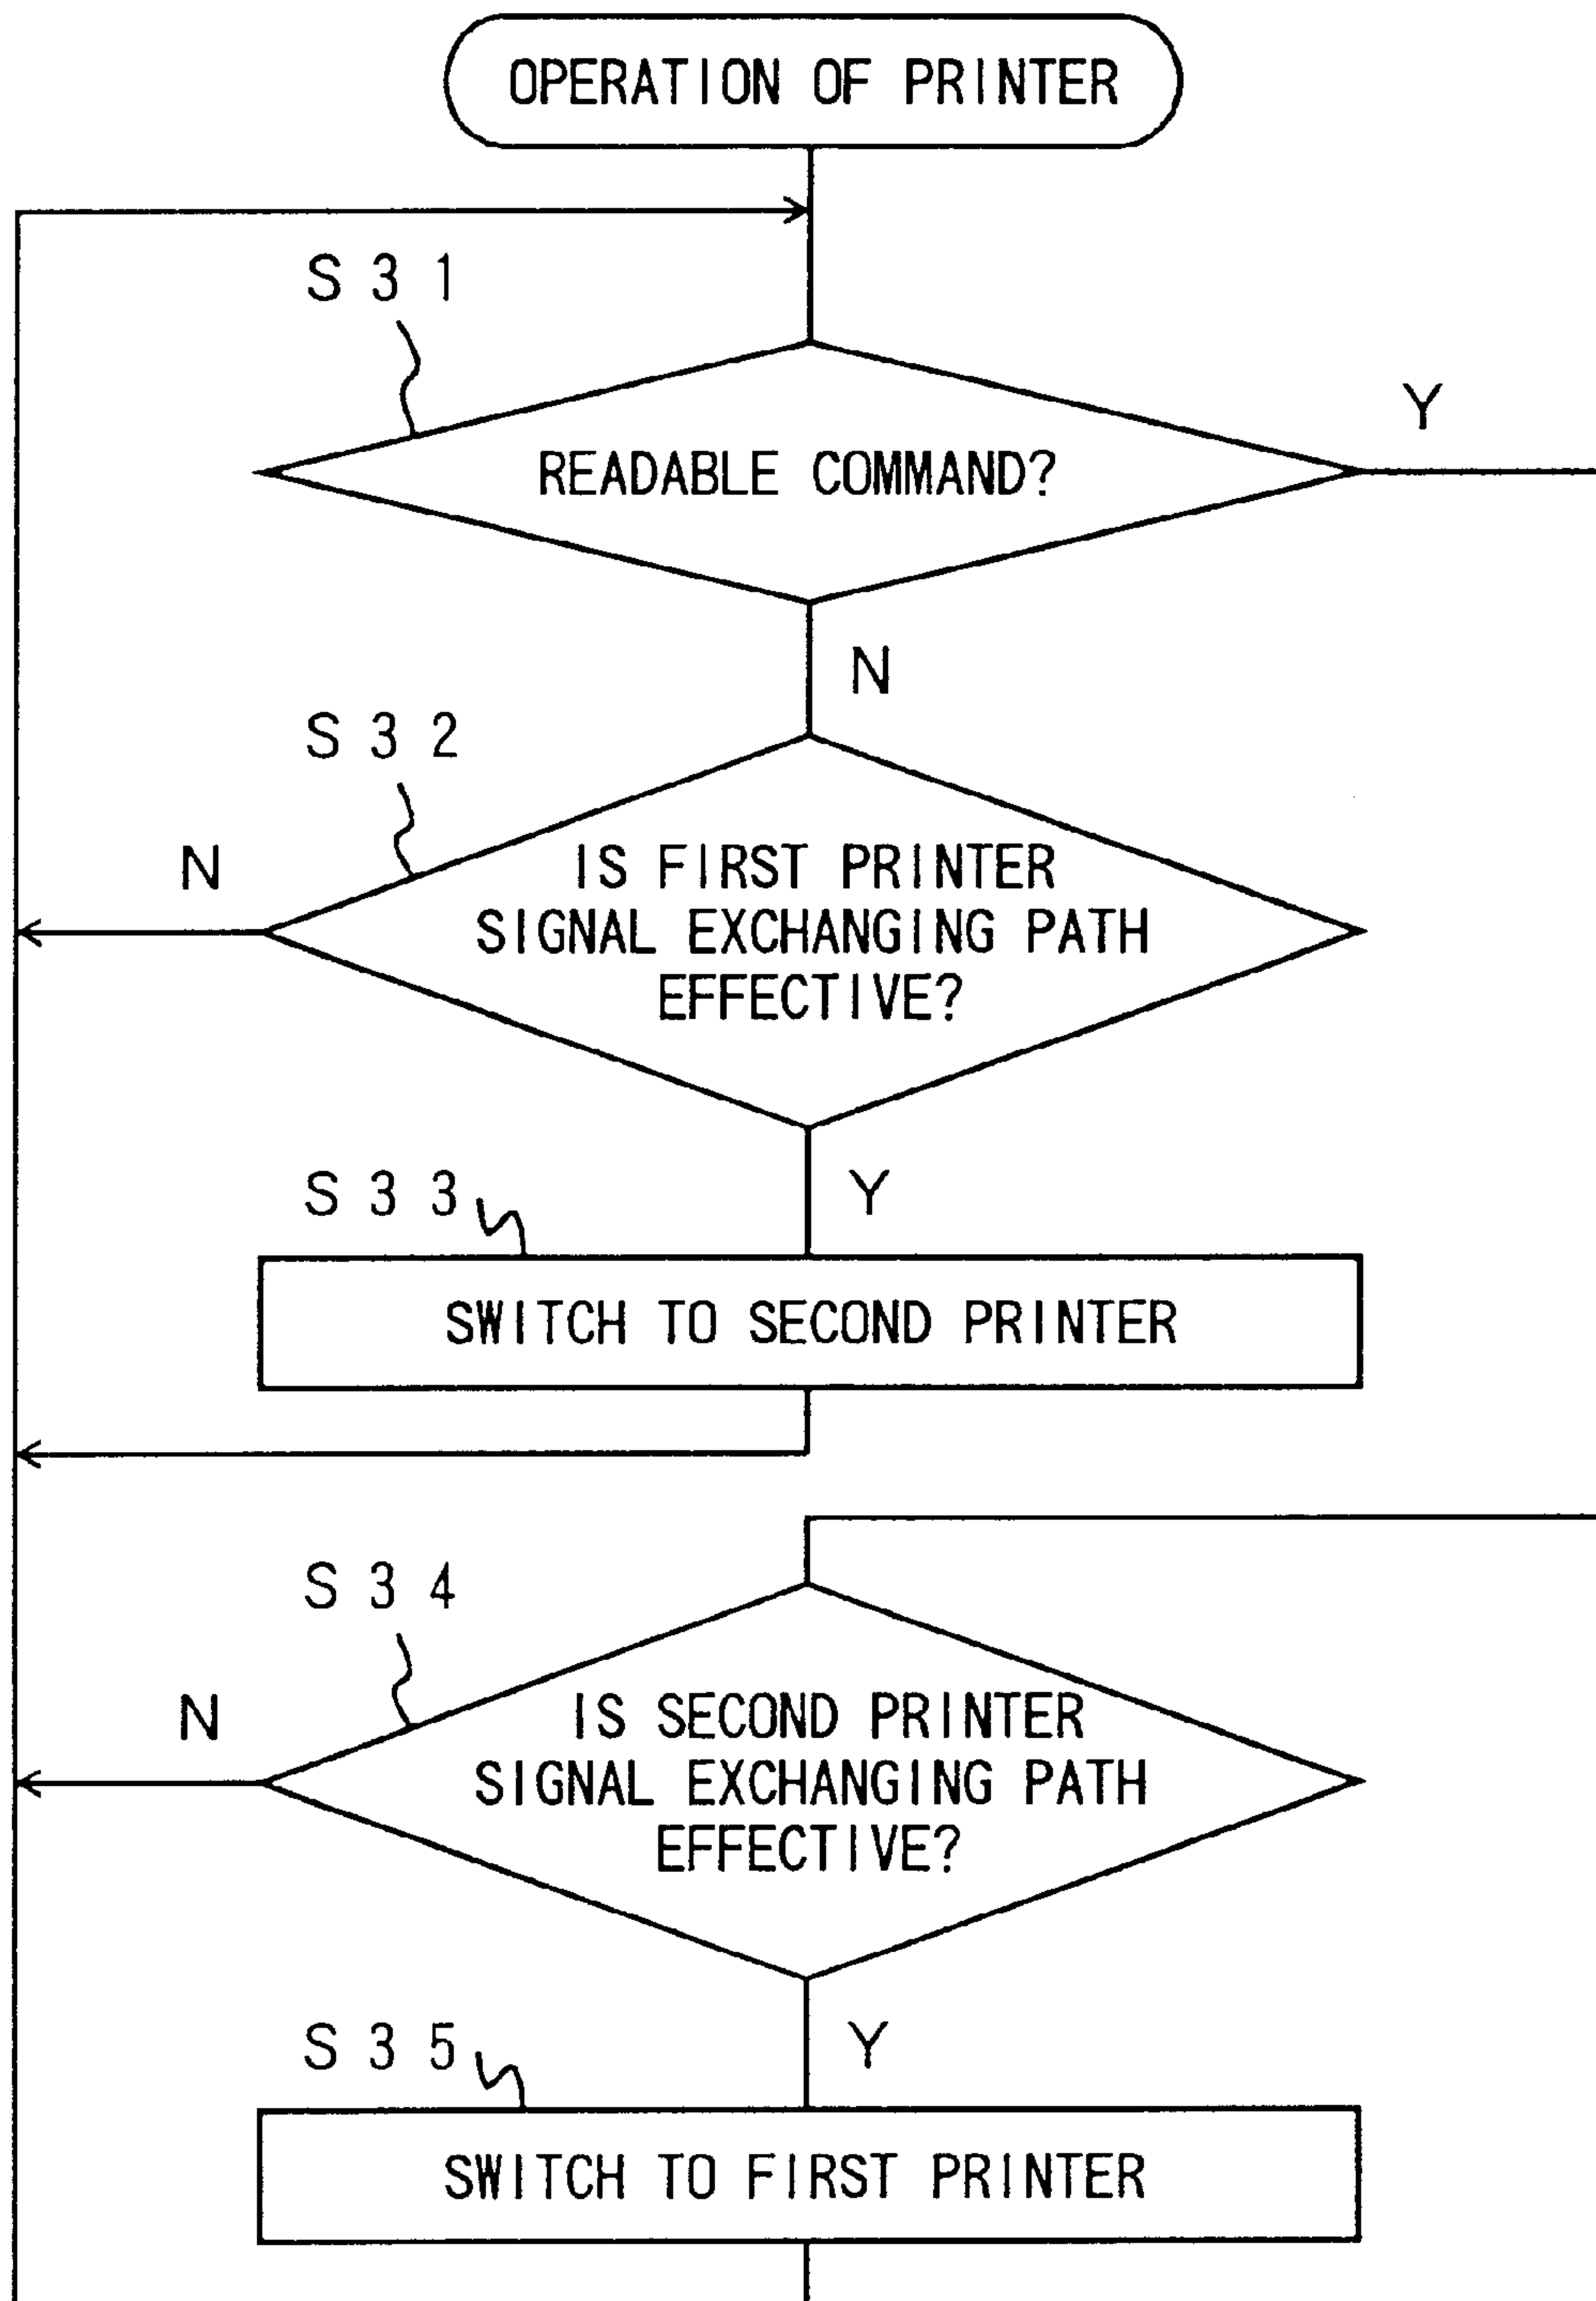 OPERATION OF PRINTER
S31
READABLE COMMAND?
Y
N
S32
N
IS FIRST PRINTER
SIGNAL EXCHANGING PATH
EFFECTIVE?
S33
Y
SWITCH TO SECOND PRINTER
S34
N
IS SECOND PRINTER
SIGNAL EXCHANGING PATH
EFFECTIVE?
S35
Y
SWITCH TO FIRST PRINTER